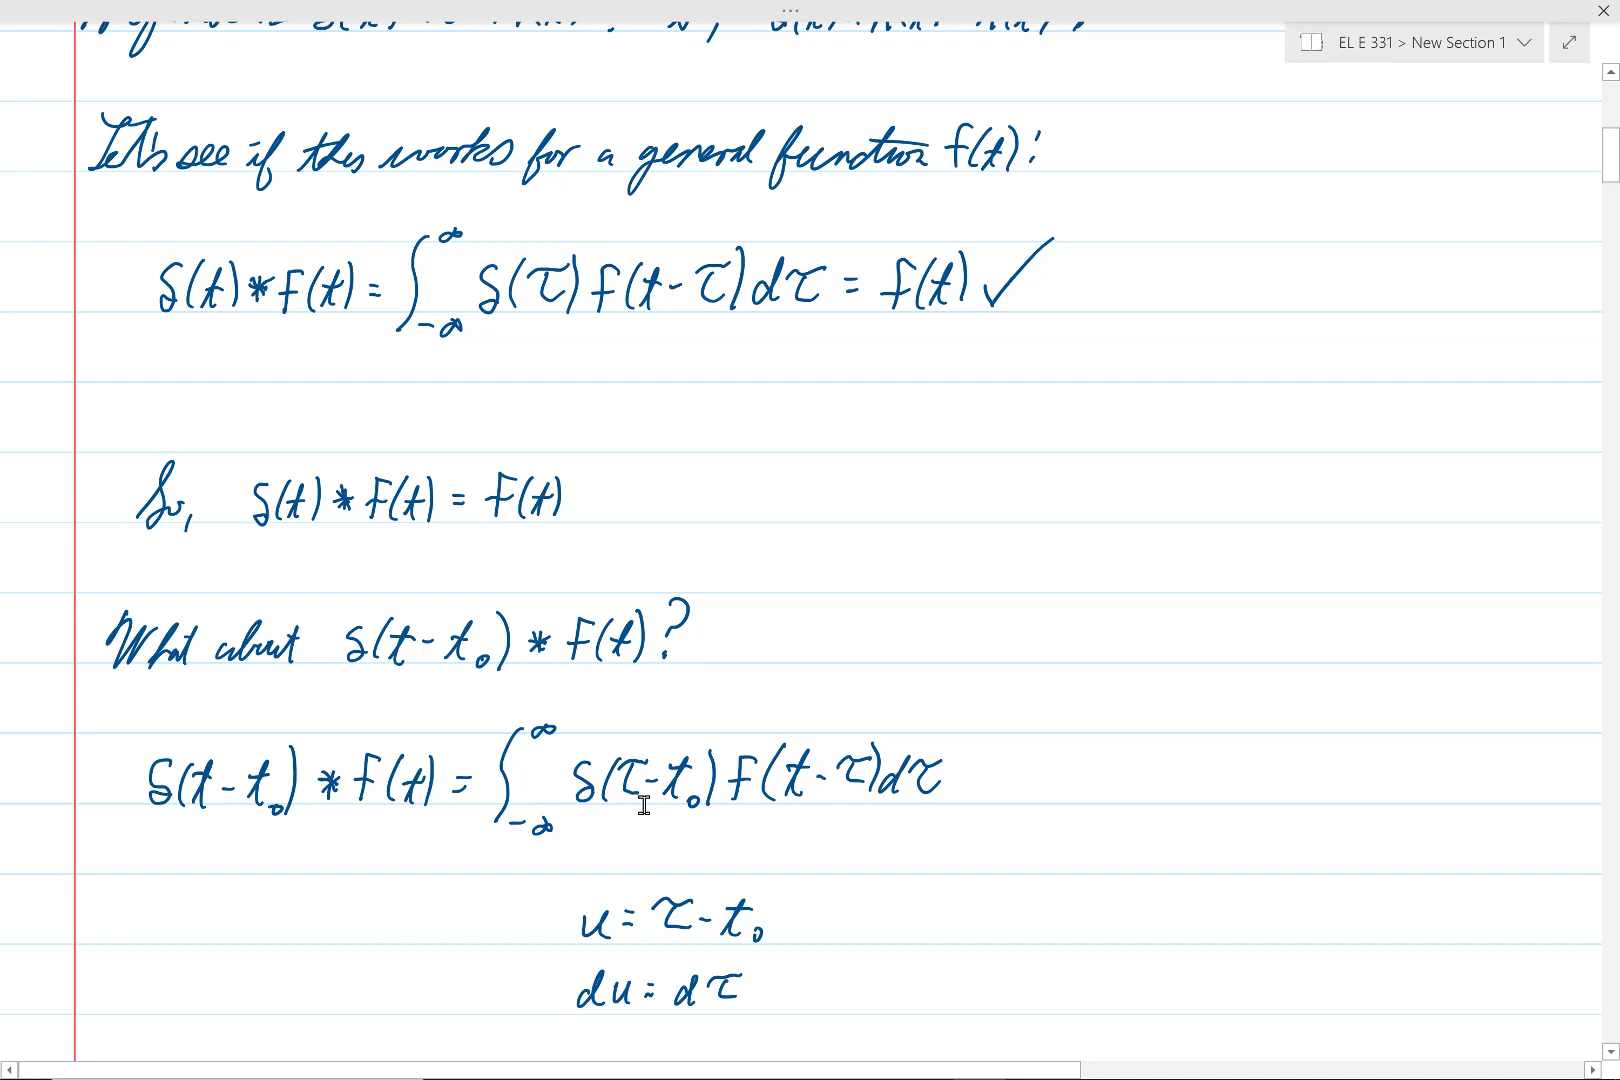 EL E 331 > New Section 1
Let's see if this works for a general function f(t):
δ(t)*f(t) = ∫_{-∞}^{∞} δ(τ) f(t-τ) dτ = f(t) ✓
So, δ(t)*f(t) = f(t)
What about δ(t-t₀) * f(t)?
δ(t-t₀) * f(t) = ∫_{-∞}^{∞} δ(τ-t₀) f(t-τ) dτ
u = τ-t₀
du = dτ